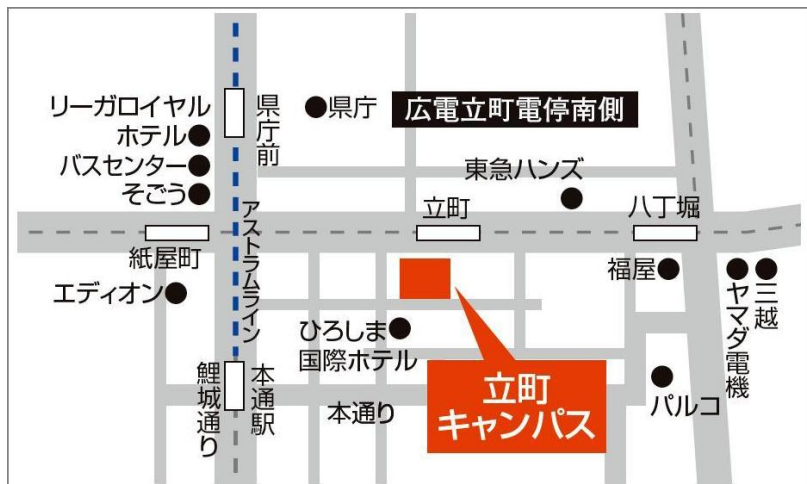 リーガロイヤル
ホテル
バスセンター
そごう
県庁前
県庁
広電立町電停南側
東急ハンズ
立町
八丁堀
紙屋町
アストラムライン
エディオン
福屋
ヤマダ電機
三越
ひろしま
国際ホテル
立町
キャンパス
パルコ
鯉城通り
本通駅
本通り